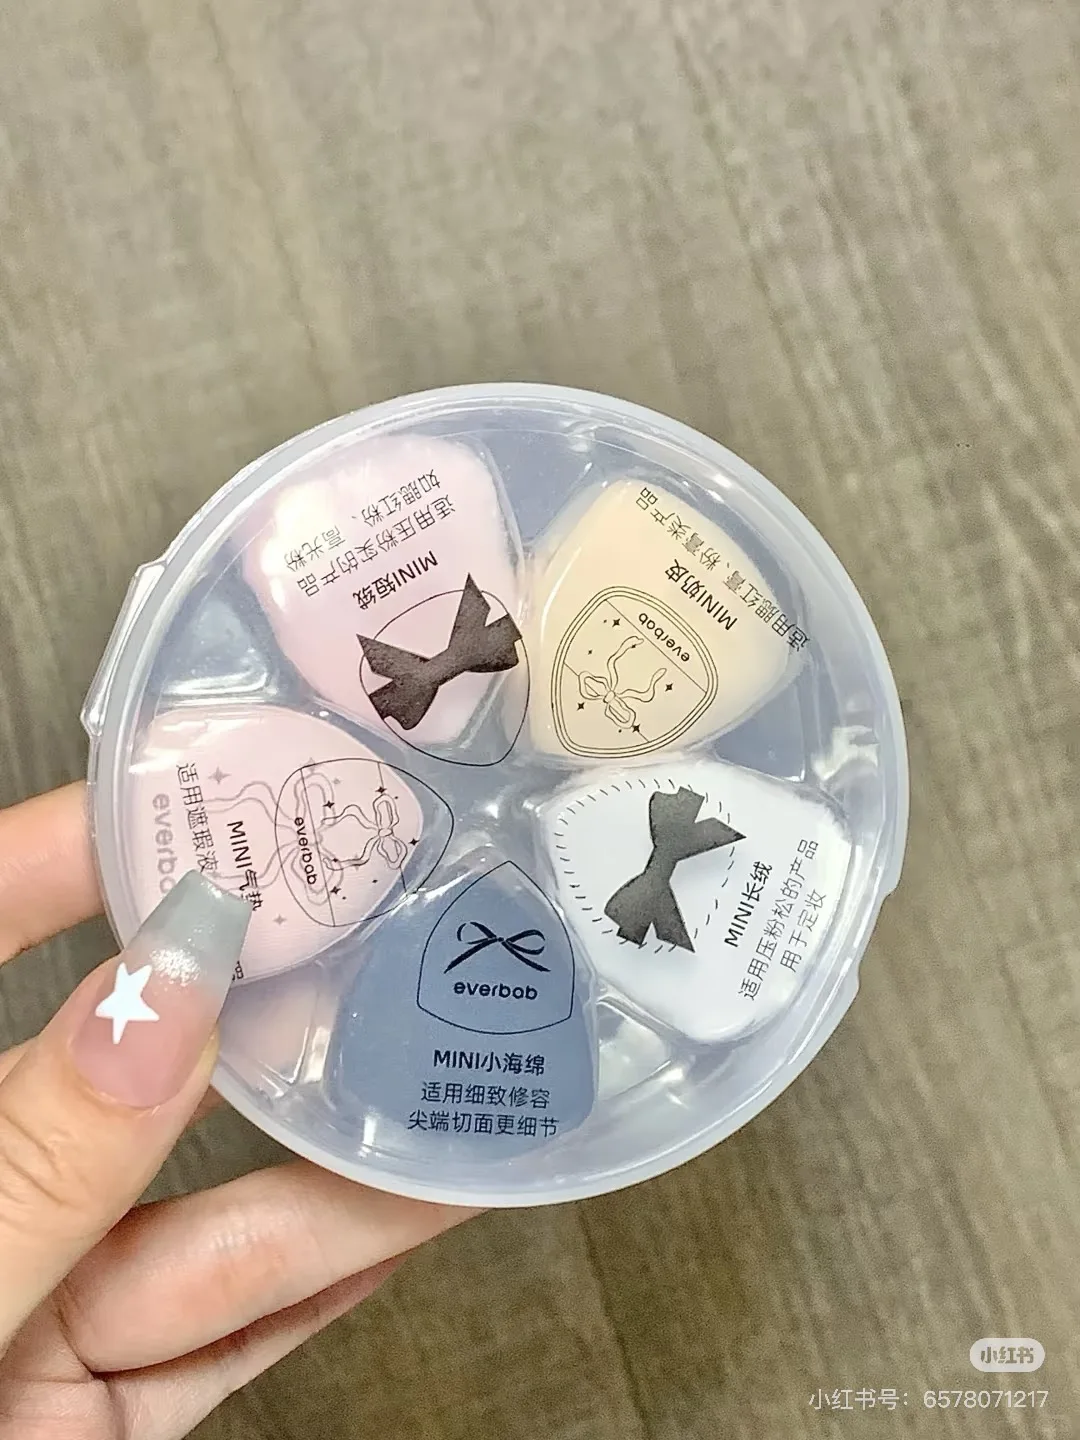 MINI短绒
适用压粉实的产品
如腮红粉、高光粉
MINI奶皮
适用腮红膏、粉膏类产品
everbob
MINI气垫
适用遮瑕液
everbob
MINI长绒
适用压粉松的产品
用于定妆
everbob
MINI小海绵
适用细致修容
尖端切面更细节
小红书
小红书号：6578071217